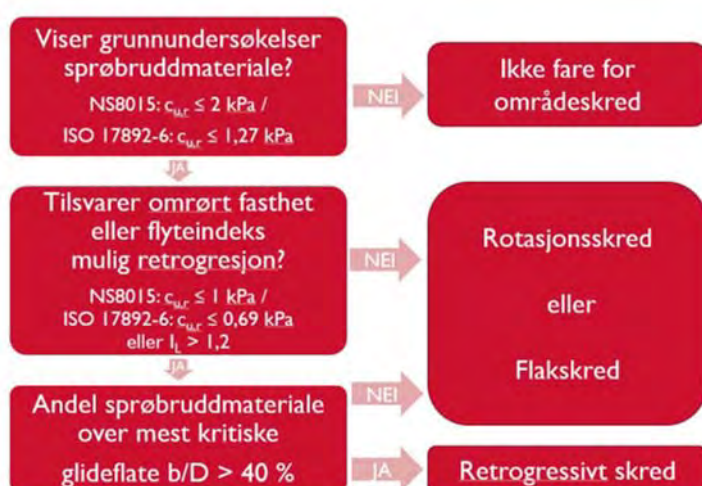 Viser grunnundersøkelser
sprøbruddmateriale?
NS8015: cu,r ≤ 2 kPa /
ISO 17892-6: cu,r ≤ 1,27 kPa
NEI
Ikke fare for
områdeskred
JA
Tilsvarer omrørt fasthet
eller flyteindeks
mulig retrogresjon?
NS8015: cu,r ≤ 1 kPa /
ISO 17892-6: cu,r ≤ 0,69 kPa
eller IL > 1,2
NEI
Rotasjonsskred
eller
Flakskred
JA
Andel sprøbruddmateriale
over mest kritiske
glideflate b/D > 40 %
NEI
JA
Retrogressivt skred